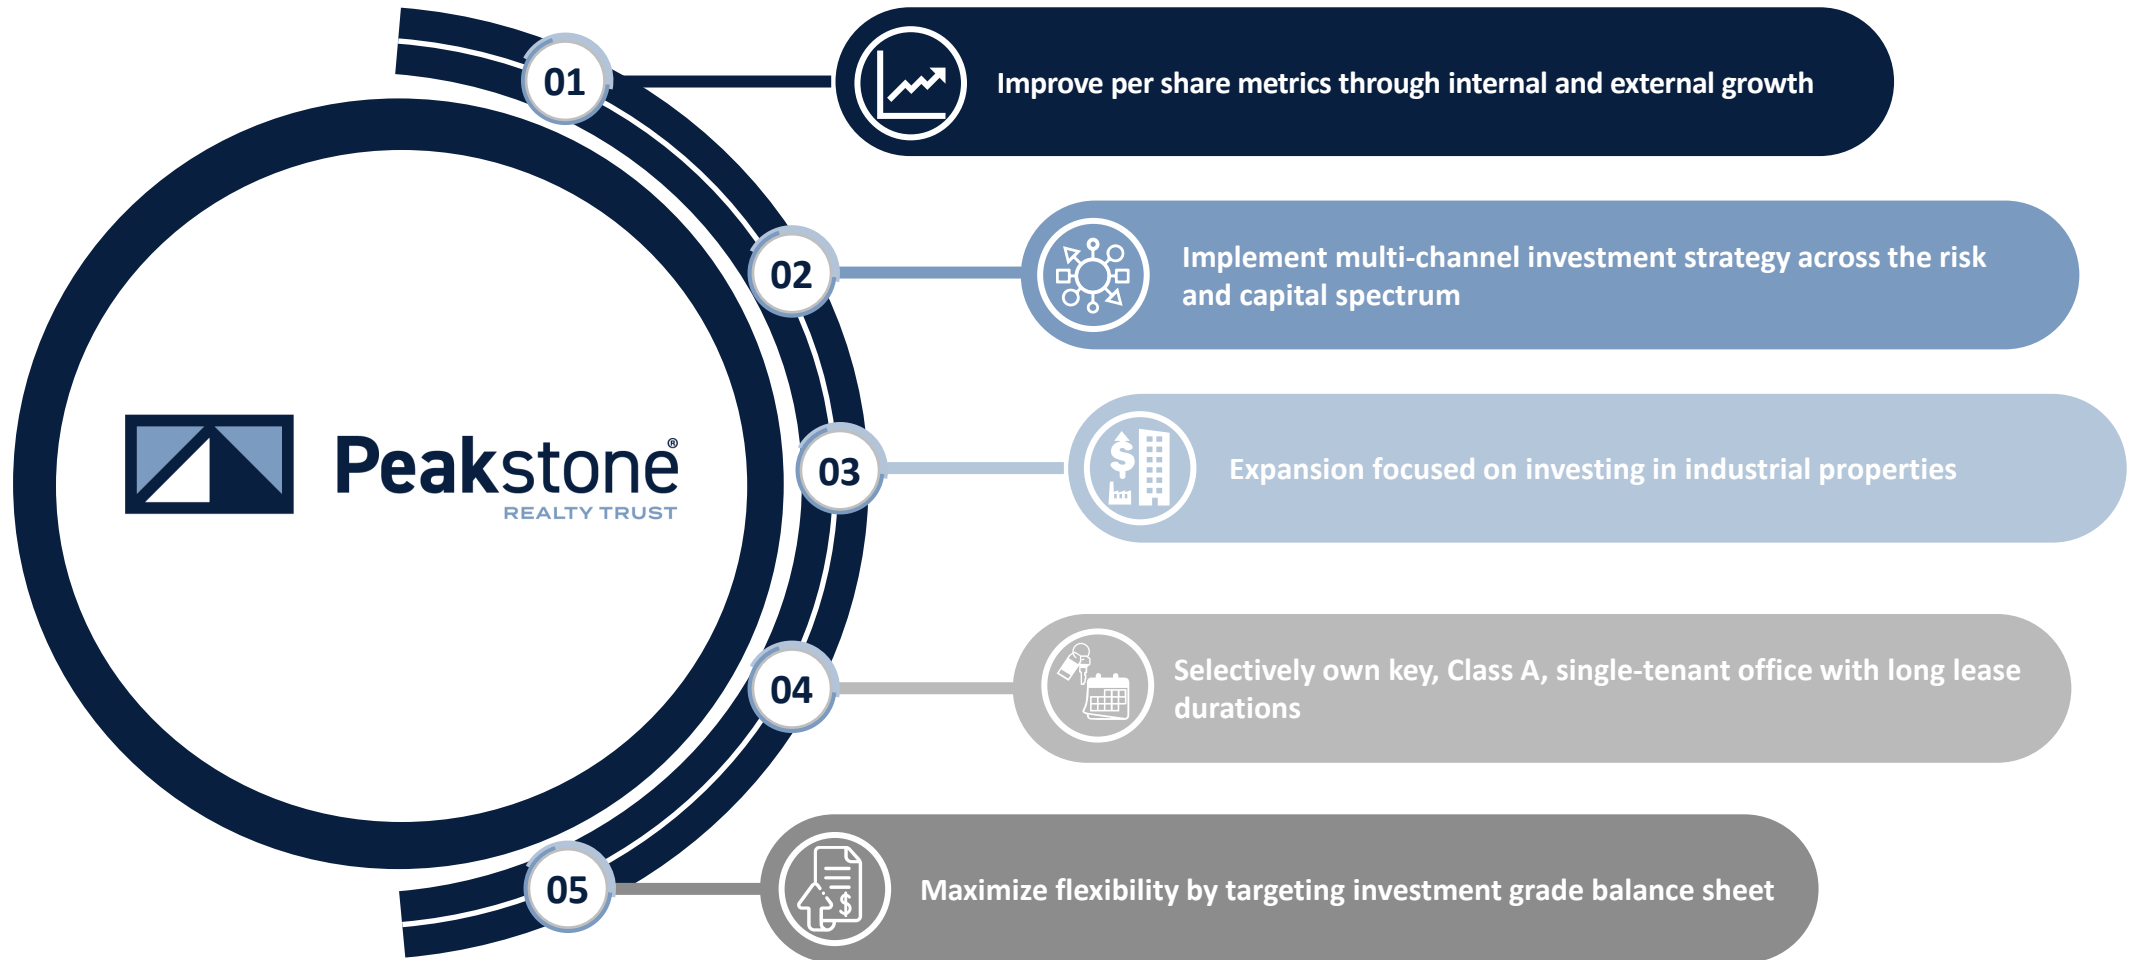 Peakstone®
REALTY TRUST
01
Improve per share metrics through internal and external growth
02
Implement multi-channel investment strategy across the risk
and capital spectrum
03
$
Expansion focused on investing in industrial properties
04
Selectively own key, Class A, single-tenant office with long lease
durations
05
$
Maximize flexibility by targeting investment grade balance sheet